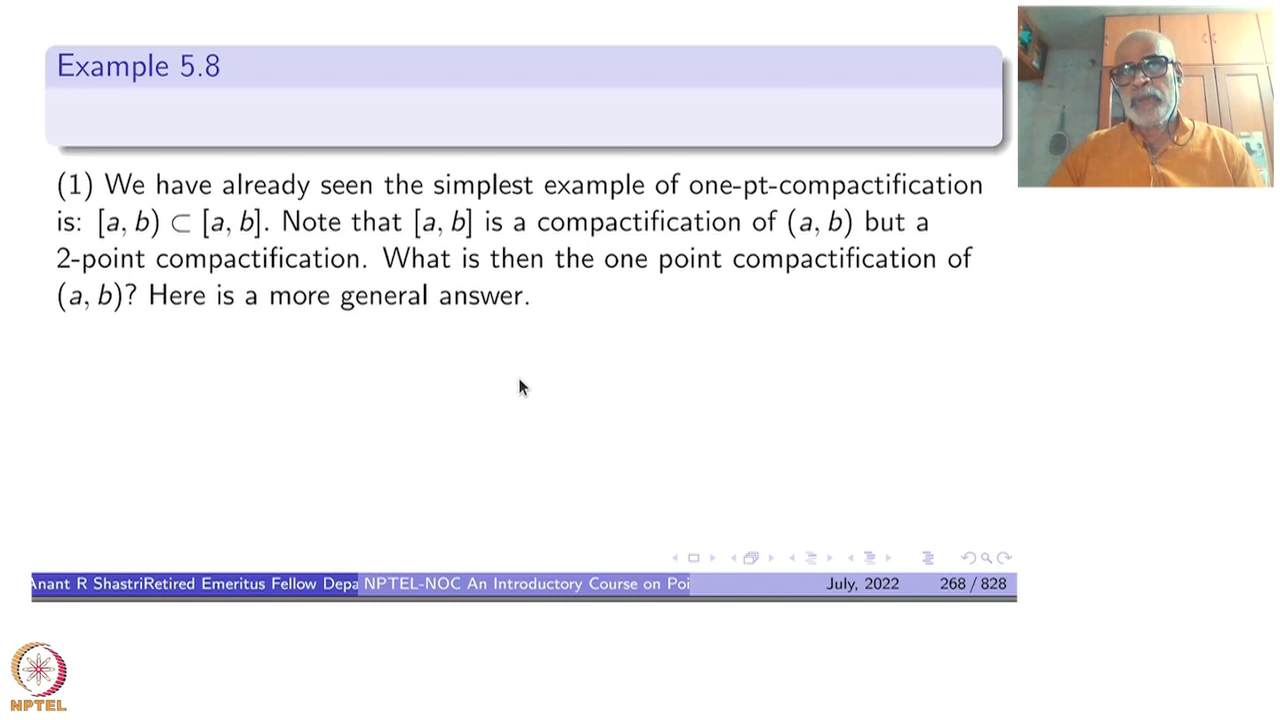 Example 5.8
(1) We have already seen the simplest example of one-pt-compactification
is: [a, b) ⊂ [a, b]. Note that [a, b] is a compactification of (a, b) but a
2-point compactification. What is then the one point compactification of
(a, b)? Here is a more general answer.
Anant R ShastriRetired Emeritus Fellow Depa NPTEL-NOC An Introductory Course on Poi July, 2022 268 / 828
NPTEL